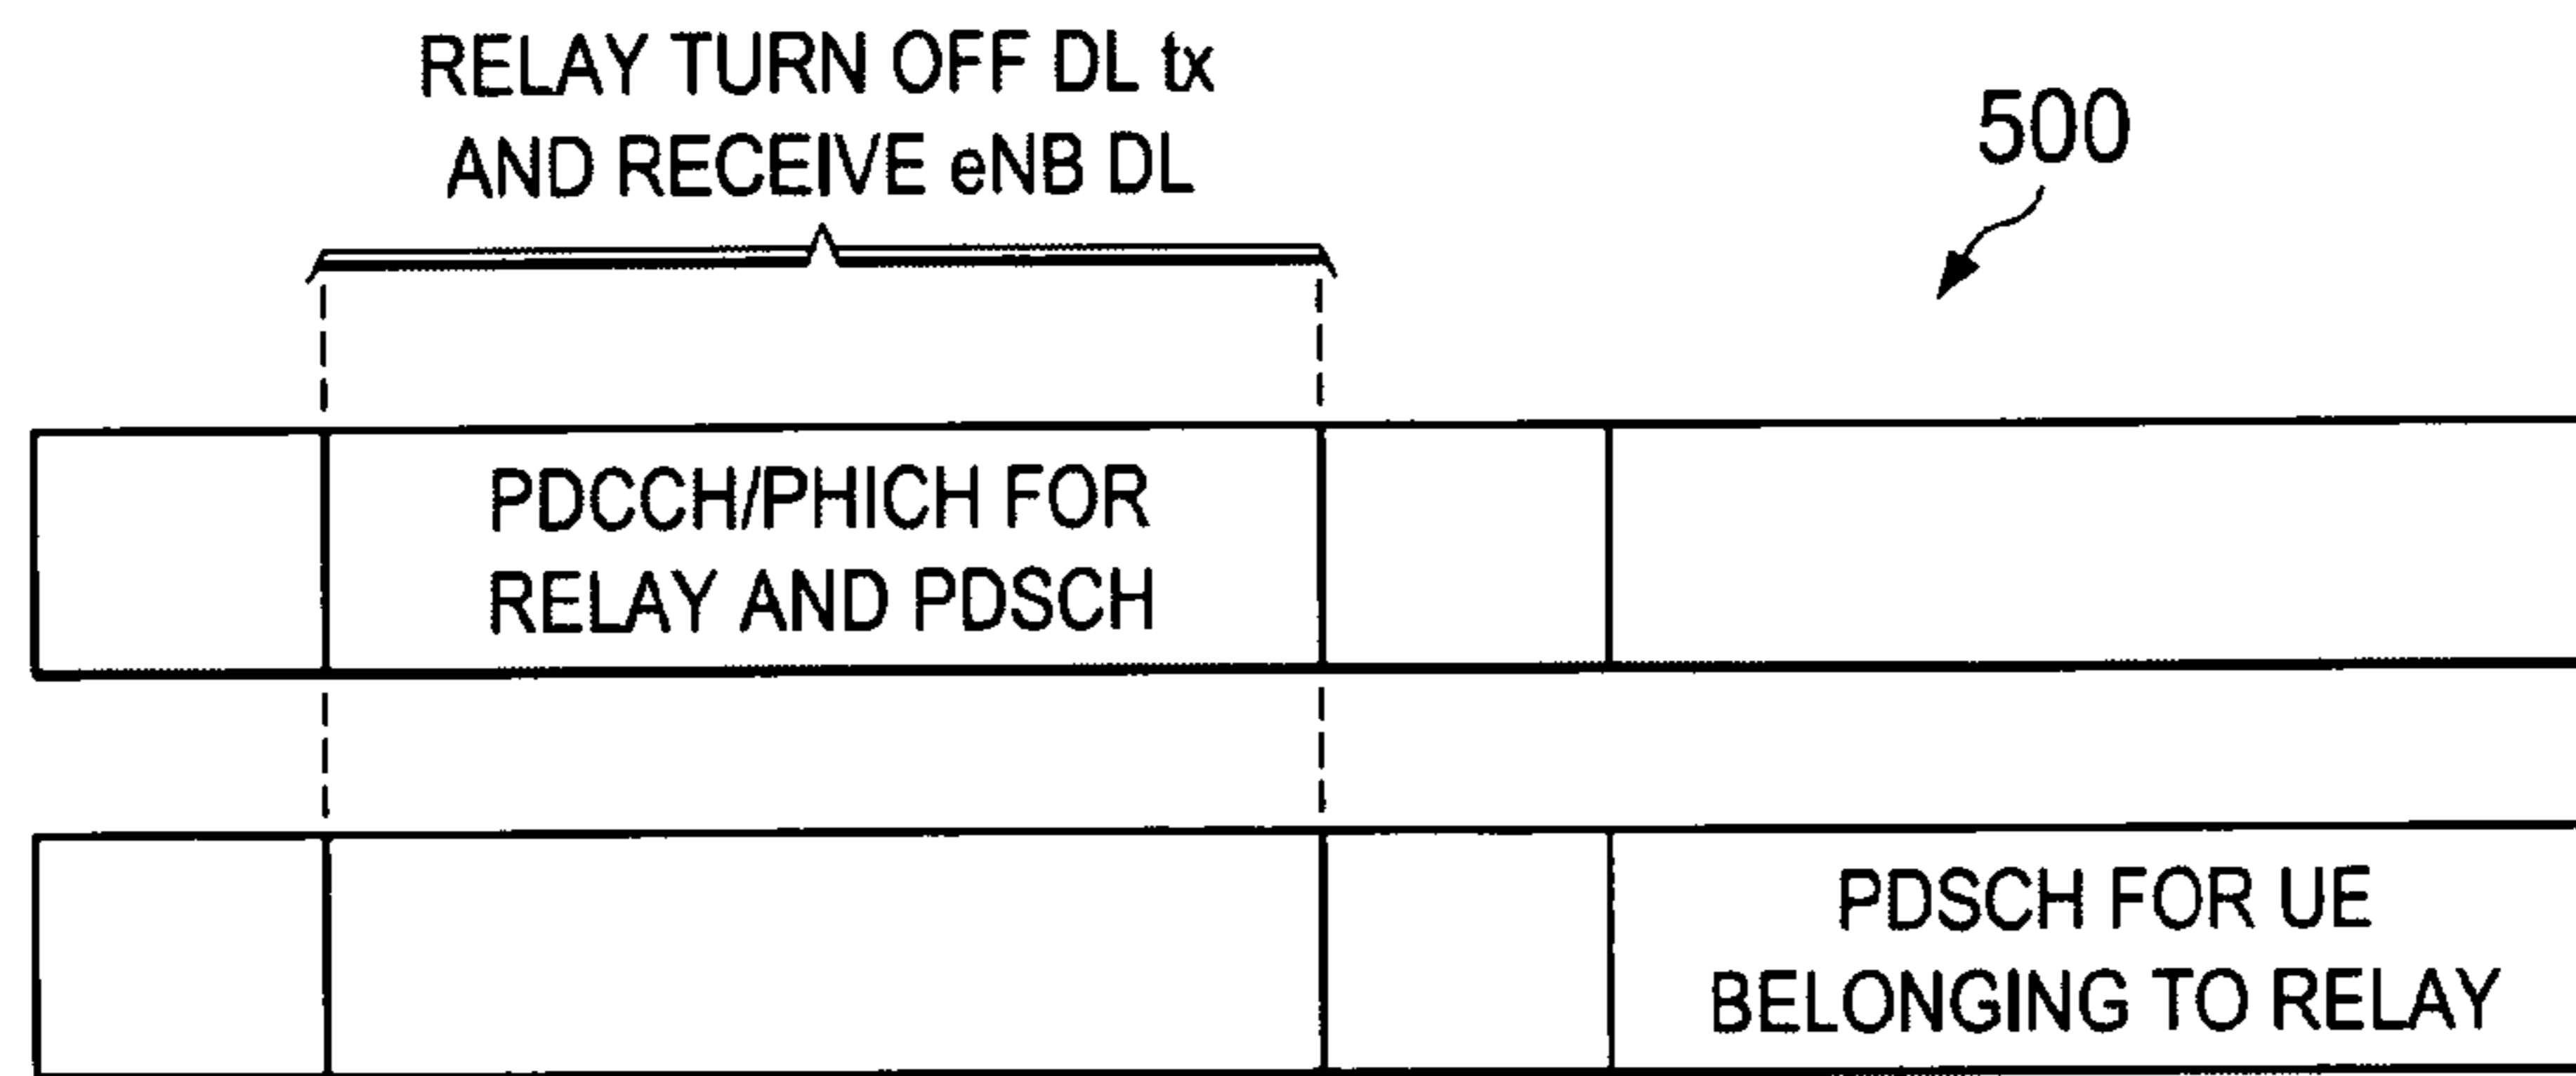 RELAY TURN OFF DL tx
AND RECEIVE eNB DL
500
PDCCH/PHICH FOR
RELAY AND PDSCH
PDSCH FOR UE
BELONGING TO RELAY